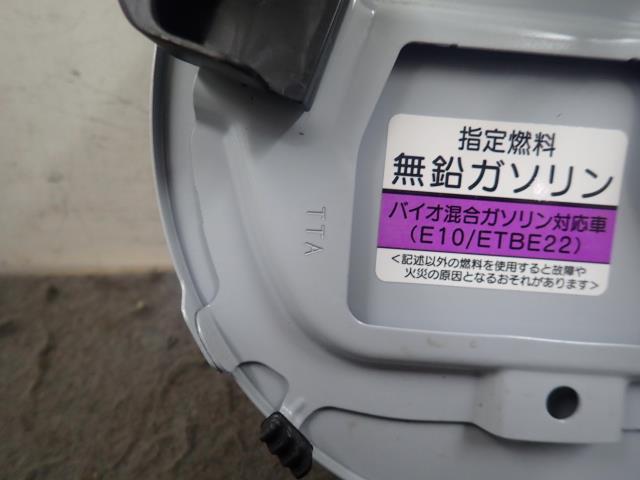 指定燃料
無鉛ガソリン
バイオ混合ガソリン対応車
(E10/ETBE22)
<記述以外の燃料を使用すると故障や
火災の原因となるおそれがあります>
TTA